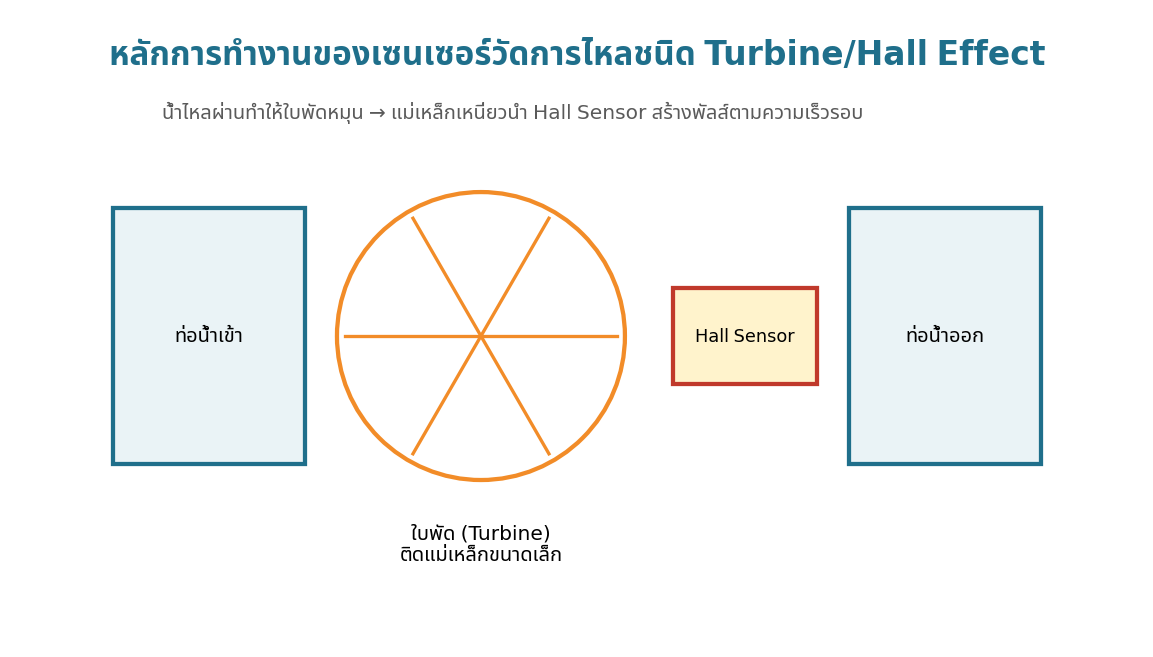 หลักการทำงานของเซนเซอร์วัดการไหลชนิด Turbine/Hall Effect
น้ำไหลผ่านทำให้ใบพัดหมุน → แม่เหล็กเหนี่ยวนำ Hall Sensor สร้างพัลส์ตามความเร็วรอบ
ท่อน้ำเข้า
Hall Sensor
ท่อน้ำออก
ใบพัด (Turbine)
ติดแม่เหล็กขนาดเล็ก